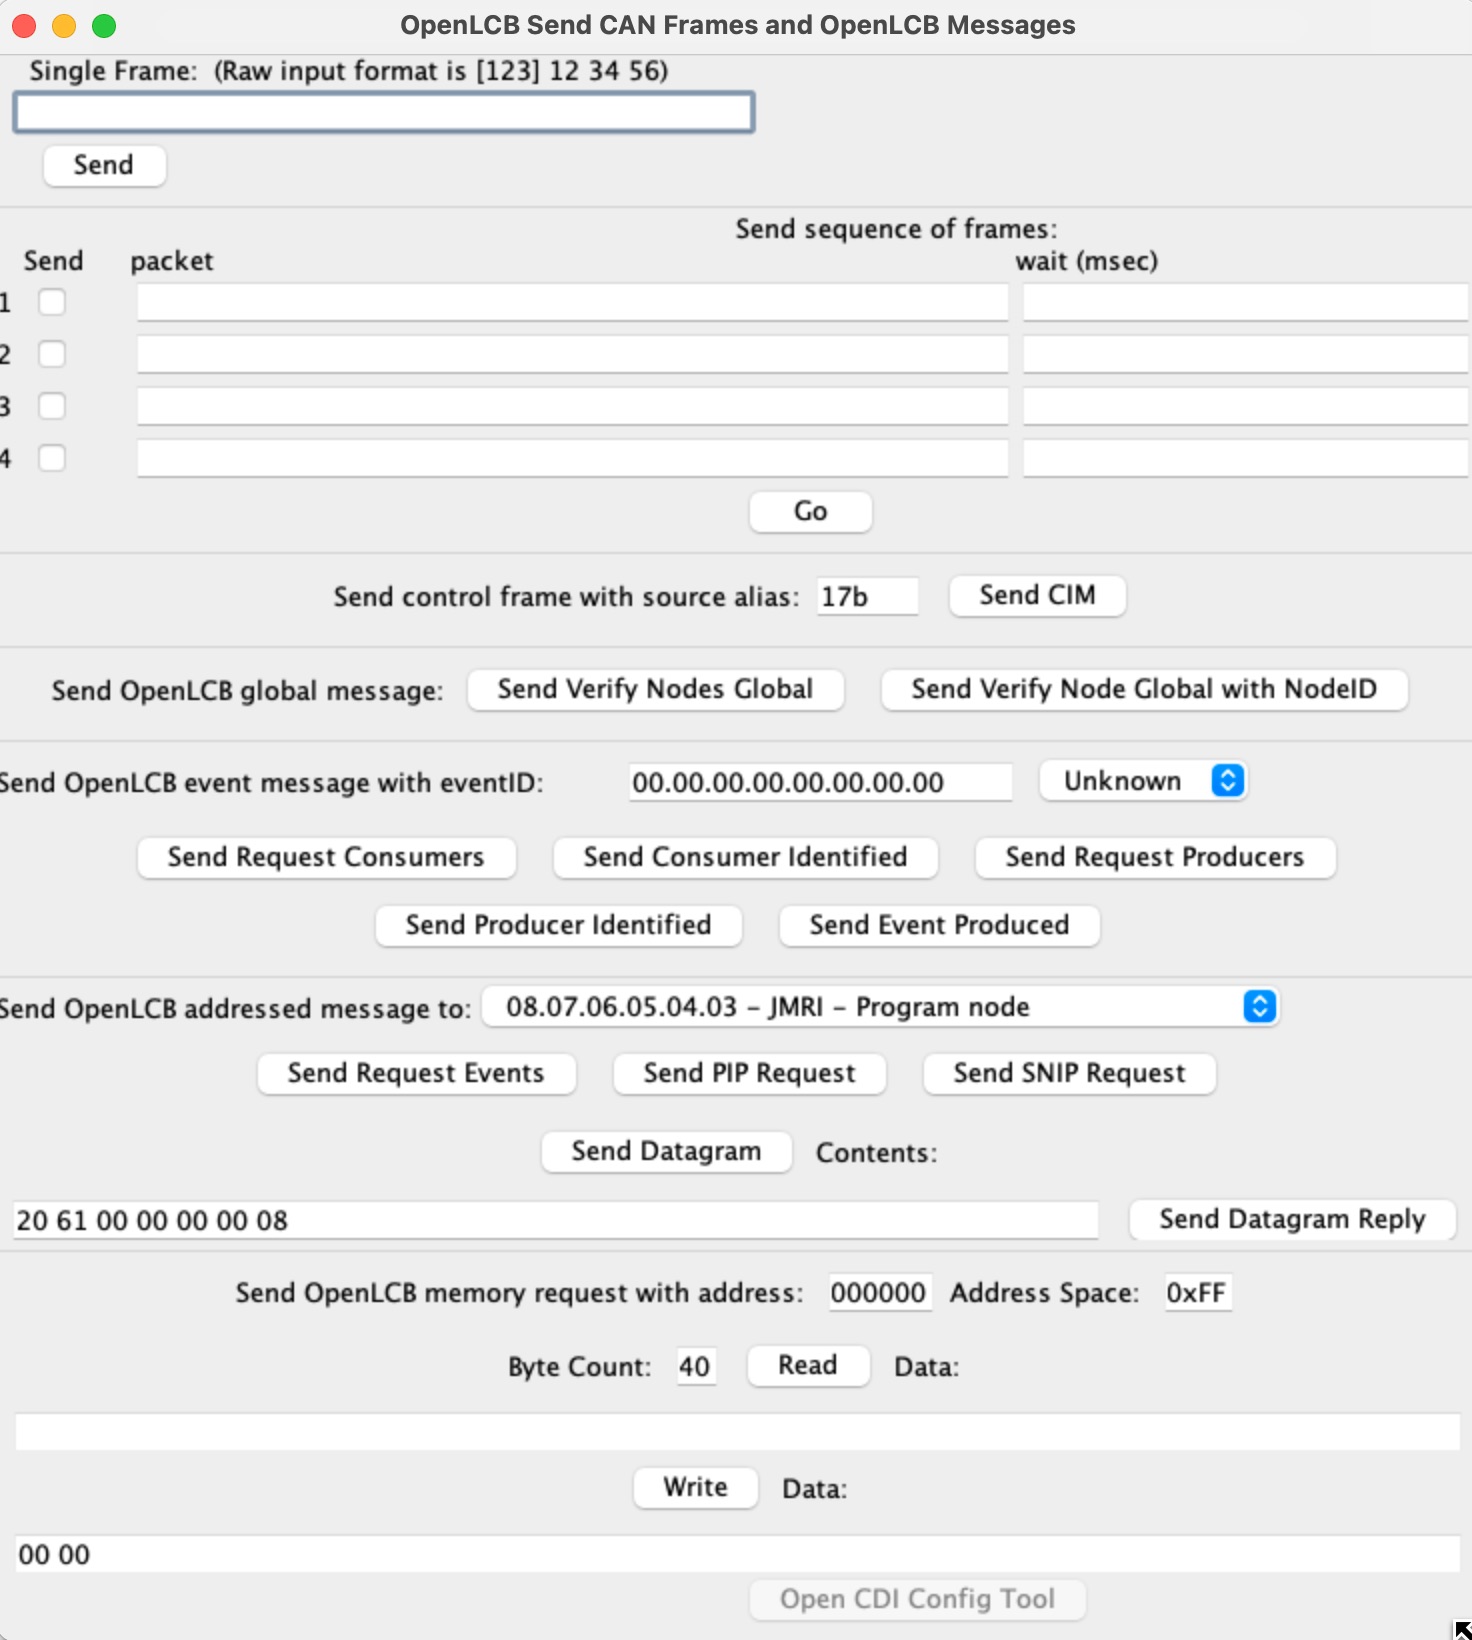 OpenLCB Send CAN Frames and OpenLCB Messages
Single Frame:  (Raw input format is [123] 12 34 56)
Send
Send sequence of frames:
Send packet wait (msec)
1
2
3
4
Go
Send control frame with source alias: 17b Send CIM
Send OpenLCB global message: Send Verify Nodes Global Send Verify Node Global with NodeID
Send OpenLCB event message with eventID: 00.00.00.00.00.00.00.00 Unknown
Send Request Consumers Send Consumer Identified Send Request Producers
Send Producer Identified Send Event Produced
Send OpenLCB addressed message to: 08.07.06.05.04.03 – JMRI – Program node
Send Request Events Send PIP Request Send SNIP Request
Send Datagram Contents:
20 61 00 00 00 00 08 Send Datagram Reply
Send OpenLCB memory request with address: 000000 Address Space: 0xFF
Byte Count: 40 Read Data:
Write Data:
00 00
Open CDI Config Tool